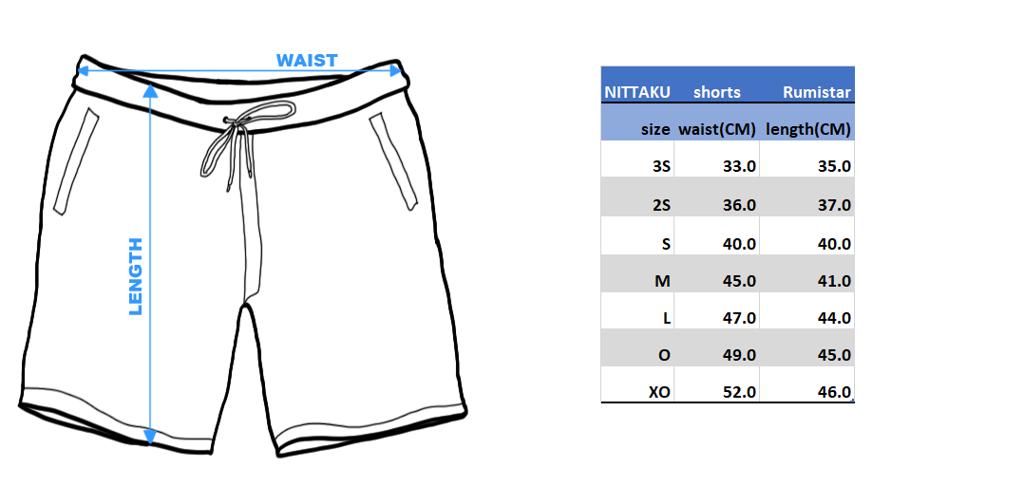 WAIST
LENGTH
NITTAKU shorts Rumistar
size waist(CM) length(CM)
3S 33.0 35.0
2S 36.0 37.0
S 40.0 40.0
M 45.0 41.0
L 47.0 44.0
O 49.0 45.0
XO 52.0 46.0